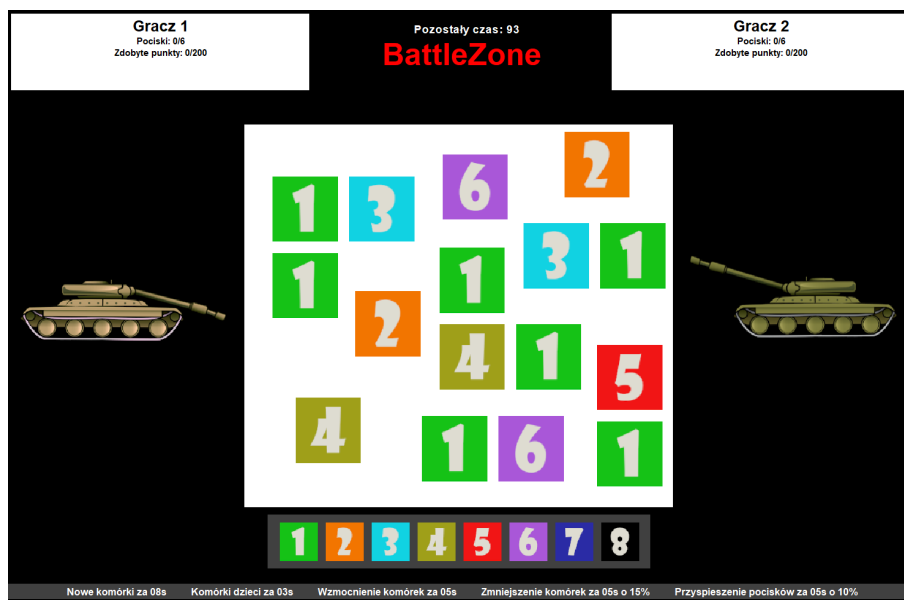 Gracz 1
Pociski: 0/6
Zdobyte punkty: 0/200
Pozostały czas: 93
BattleZone
Gracz 2
Pociski: 0/6
Zdobyte punkty: 0/200
2
6
1 3
3 1
1 1
2
4 1
5
4
1 6 1
1 2 3 4 5 6 7 8
Nowe komórki za 08s Komórki dzieci za 03s Wzmocnienie komórek za 05s Zmniejszenie komórek za 05s o 15% Przyspieszenie pocisków za 05s o 10%